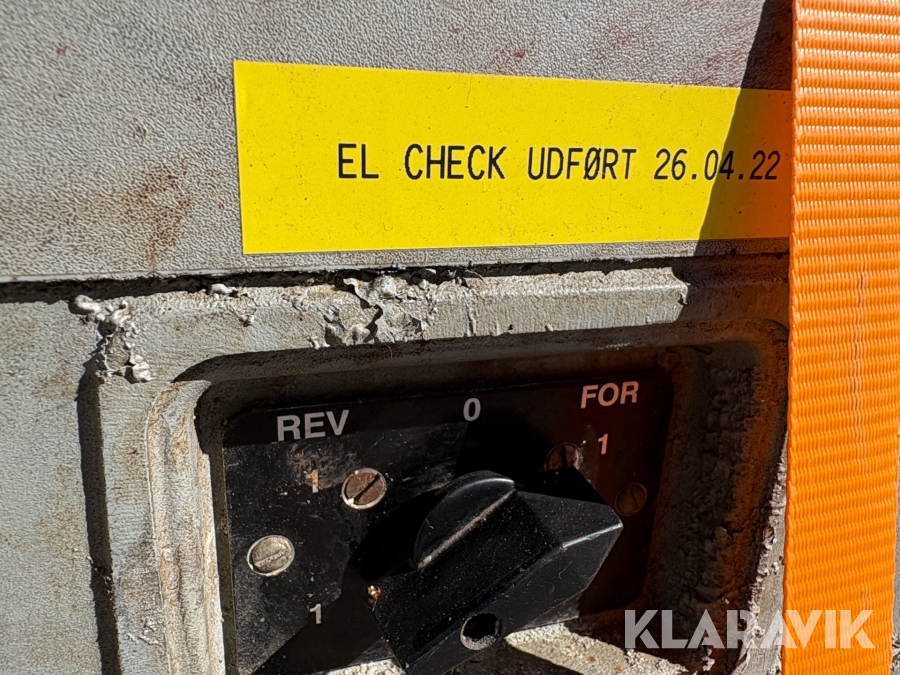 EL CHECK UDFØRT 26.04.22
REV 0 FOR
1 1
1
KLARAVIK